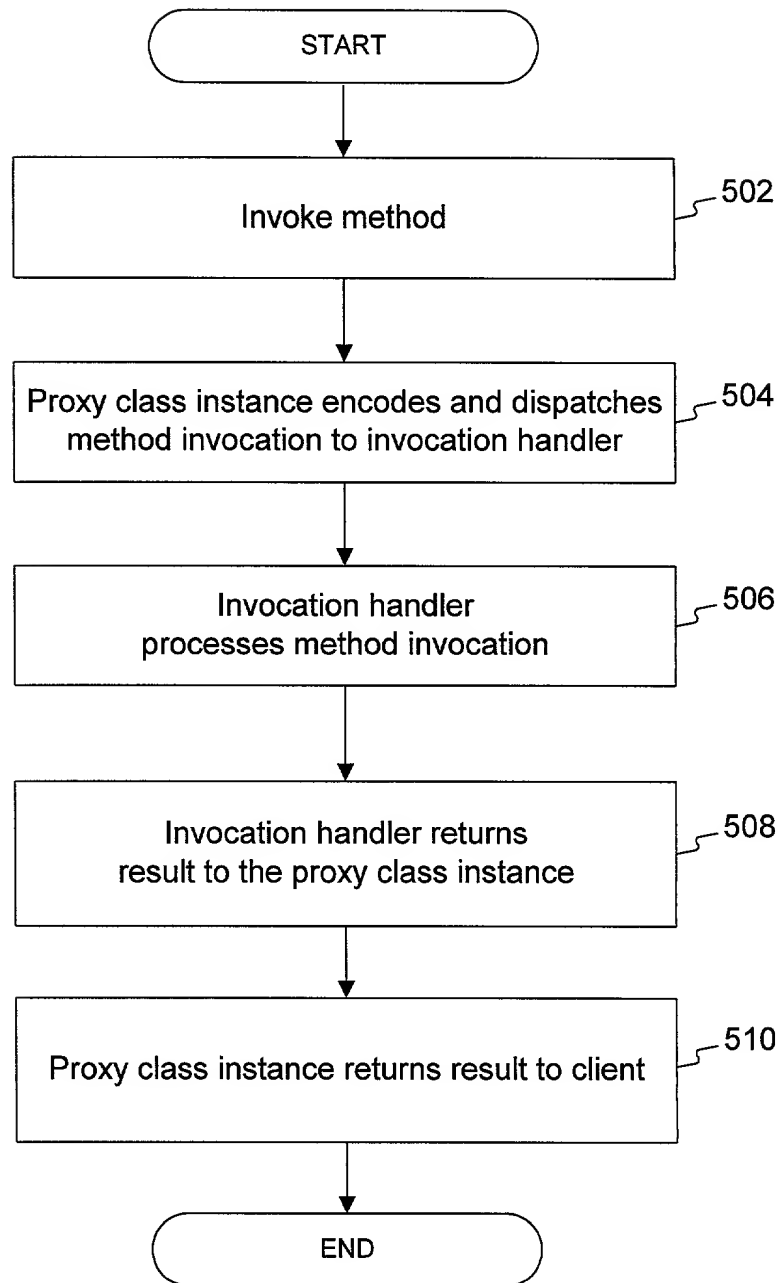 START
Invoke method
502
Proxy class instance encodes and dispatches
method invocation to invocation handler
504
Invocation handler
processes method invocation
506
Invocation handler returns
result to the proxy class instance
508
Proxy class instance returns result to client
510
END